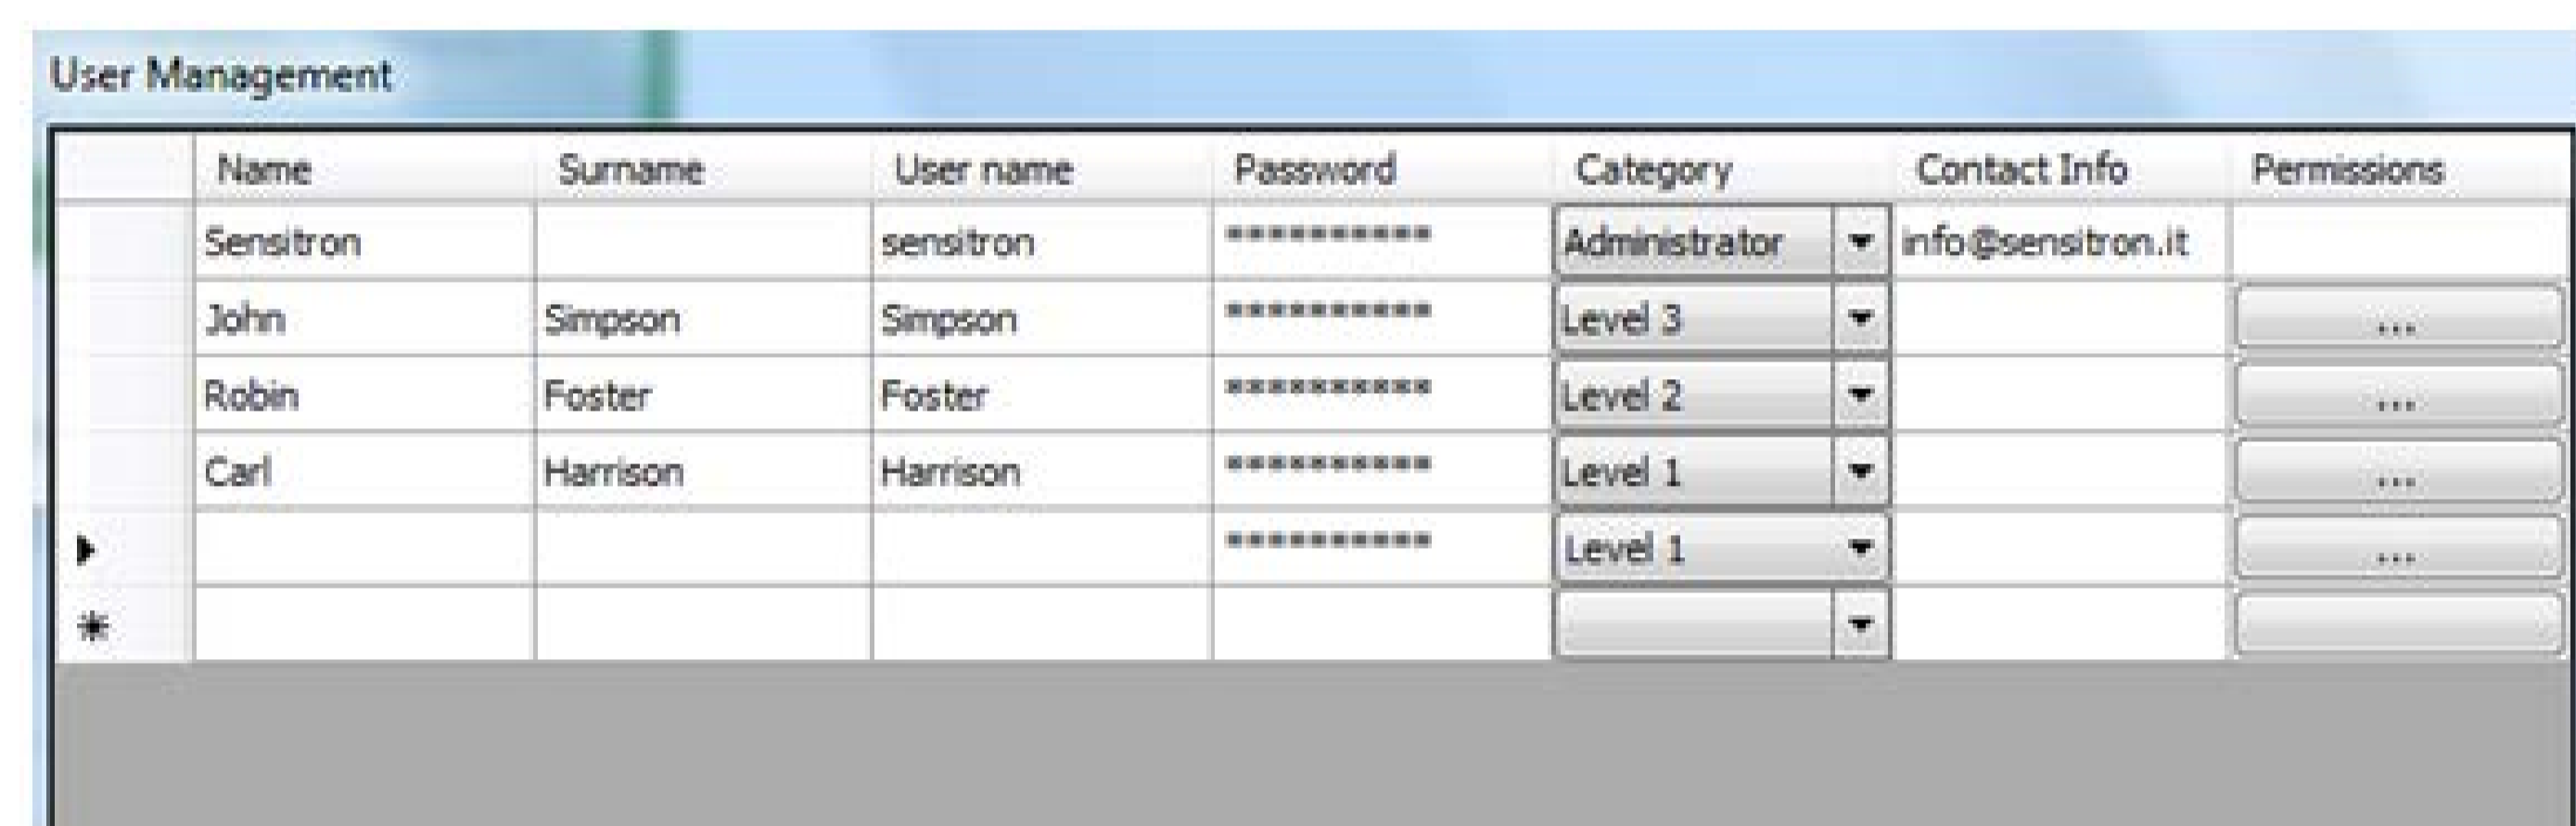 User Management
Name Surname User name Password Category Contact Info Permissions
Sensitron sensitron ********** Administrator info@sensitron.it
John Simpson Simpson ********** Level 3 ...
Robin Foster Foster ********** Level 2 ...
Carl Harrison Harrison ********** Level 1 ...
********** Level 1 ...